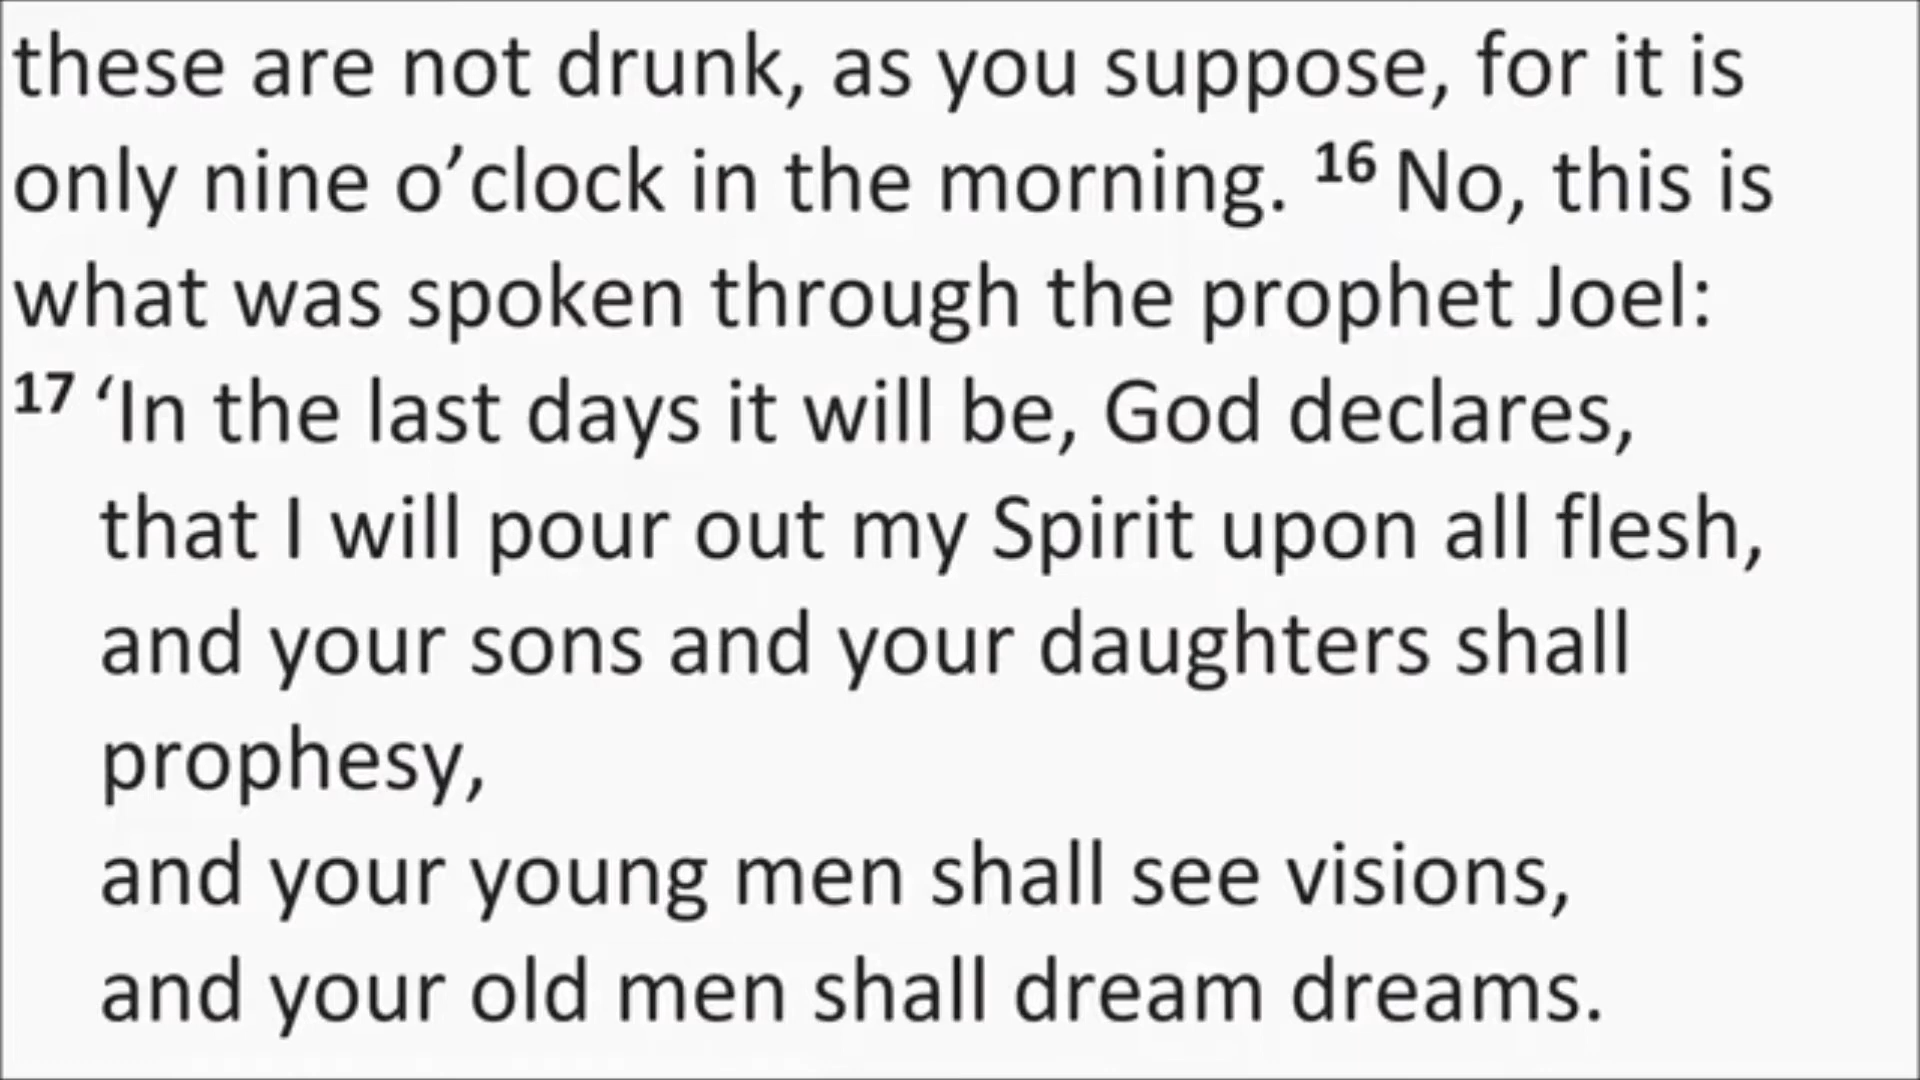 these are not drunk, as you suppose, for it is
only nine o’clock in the morning. 16 No, this is
what was spoken through the prophet Joel:
17 ‘In the last days it will be, God declares,
that I will pour out my Spirit upon all flesh,
and your sons and your daughters shall
prophesy,
and your young men shall see visions,
and your old men shall dream dreams.